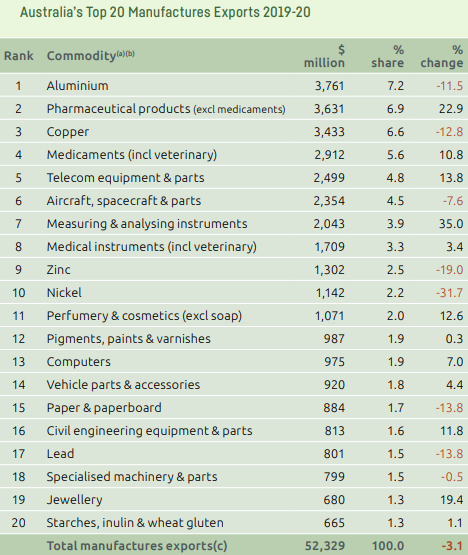 Australia's Top 20 Manufactures Exports 2019-20
Rank Commodity(a)(b) $ million % share % change
1 Aluminium 3,761 7.2 -11.5
2 Pharmaceutical products (excl medicaments) 3,631 6.9 22.9
3 Copper 3,433 6.6 -12.8
4 Medicaments (incl veterinary) 2,912 5.6 10.8
5 Telecom equipment & parts 2,499 4.8 13.8
6 Aircraft, spacecraft & parts 2,354 4.5 -7.6
7 Measuring & analysing instruments 2,043 3.9 35.0
8 Medical instruments (incl veterinary) 1,709 3.3 3.4
9 Zinc 1,302 2.5 -19.0
10 Nickel 1,142 2.2 -31.7
11 Perfumery & cosmetics (excl soap) 1,071 2.0 12.6
12 Pigments, paints & varnishes 987 1.9 0.3
13 Computers 975 1.9 7.0
14 Vehicle parts & accessories 920 1.8 4.4
15 Paper & paperboard 884 1.7 -13.8
16 Civil engineering equipment & parts 813 1.6 11.8
17 Lead 801 1.5 -13.8
18 Specialised machinery & parts 799 1.5 -0.5
19 Jewellery 680 1.3 19.4
20 Starches, inulin & wheat gluten 665 1.3 1.1
Total manufactures exports(c) 52,329 100.0 -3.1